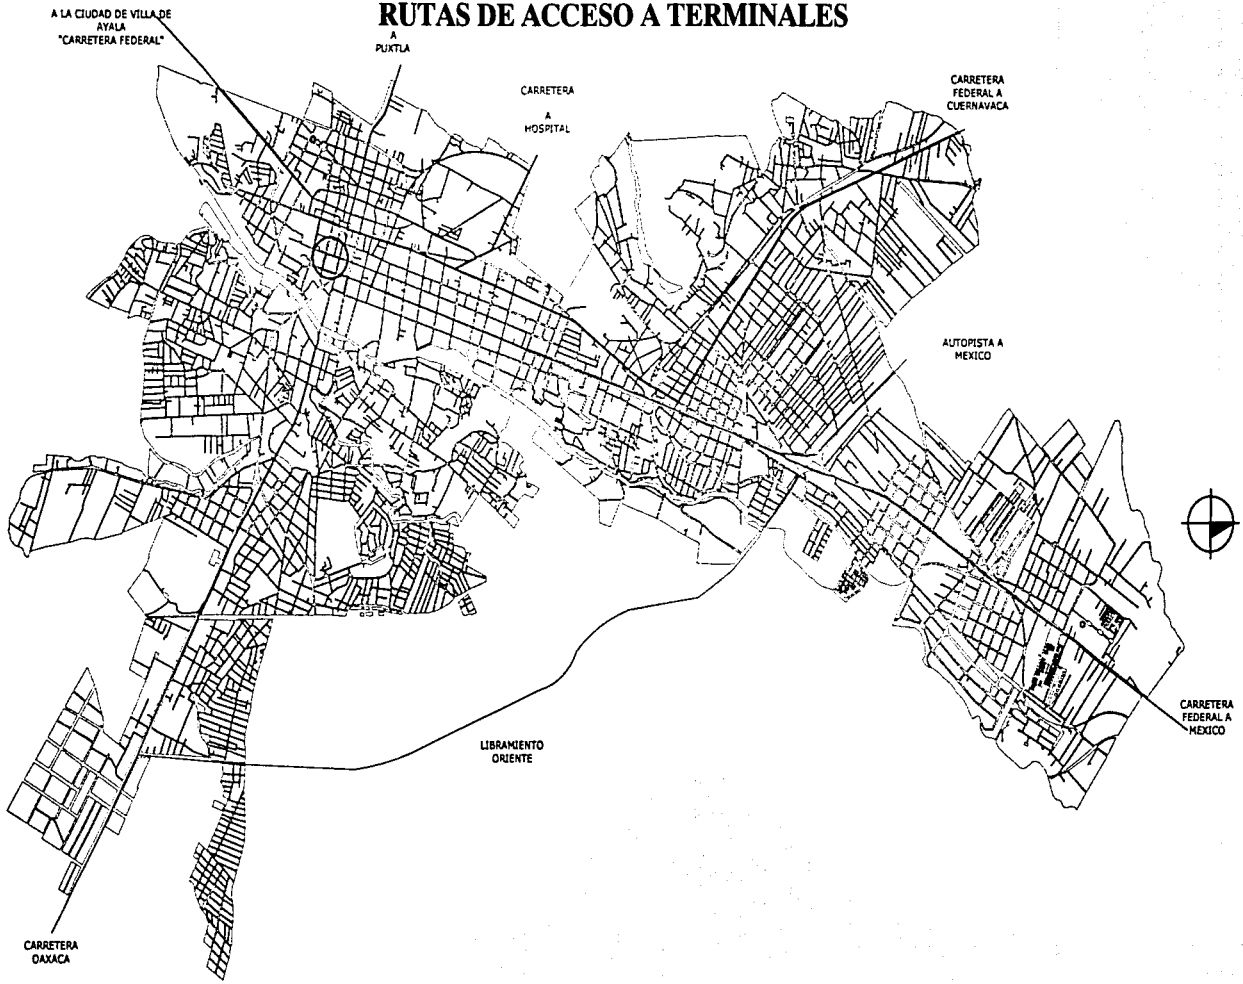 RUTAS DE ACCESO A TERMINALES
A LA CIUDAD DE VILLA DE
AYALA
"CARRETERA FEDERAL"
A
PUXTLA
CARRETERA
A
HOSPITAL
CARRETERA
FEDERAL A
CUERNAVACA
AUTOPISTA A
MEXICO
CARRETERA
FEDERAL A
MEXICO
LIBRAMIENTO
ORIENTE
CARRETERA
OAXACA